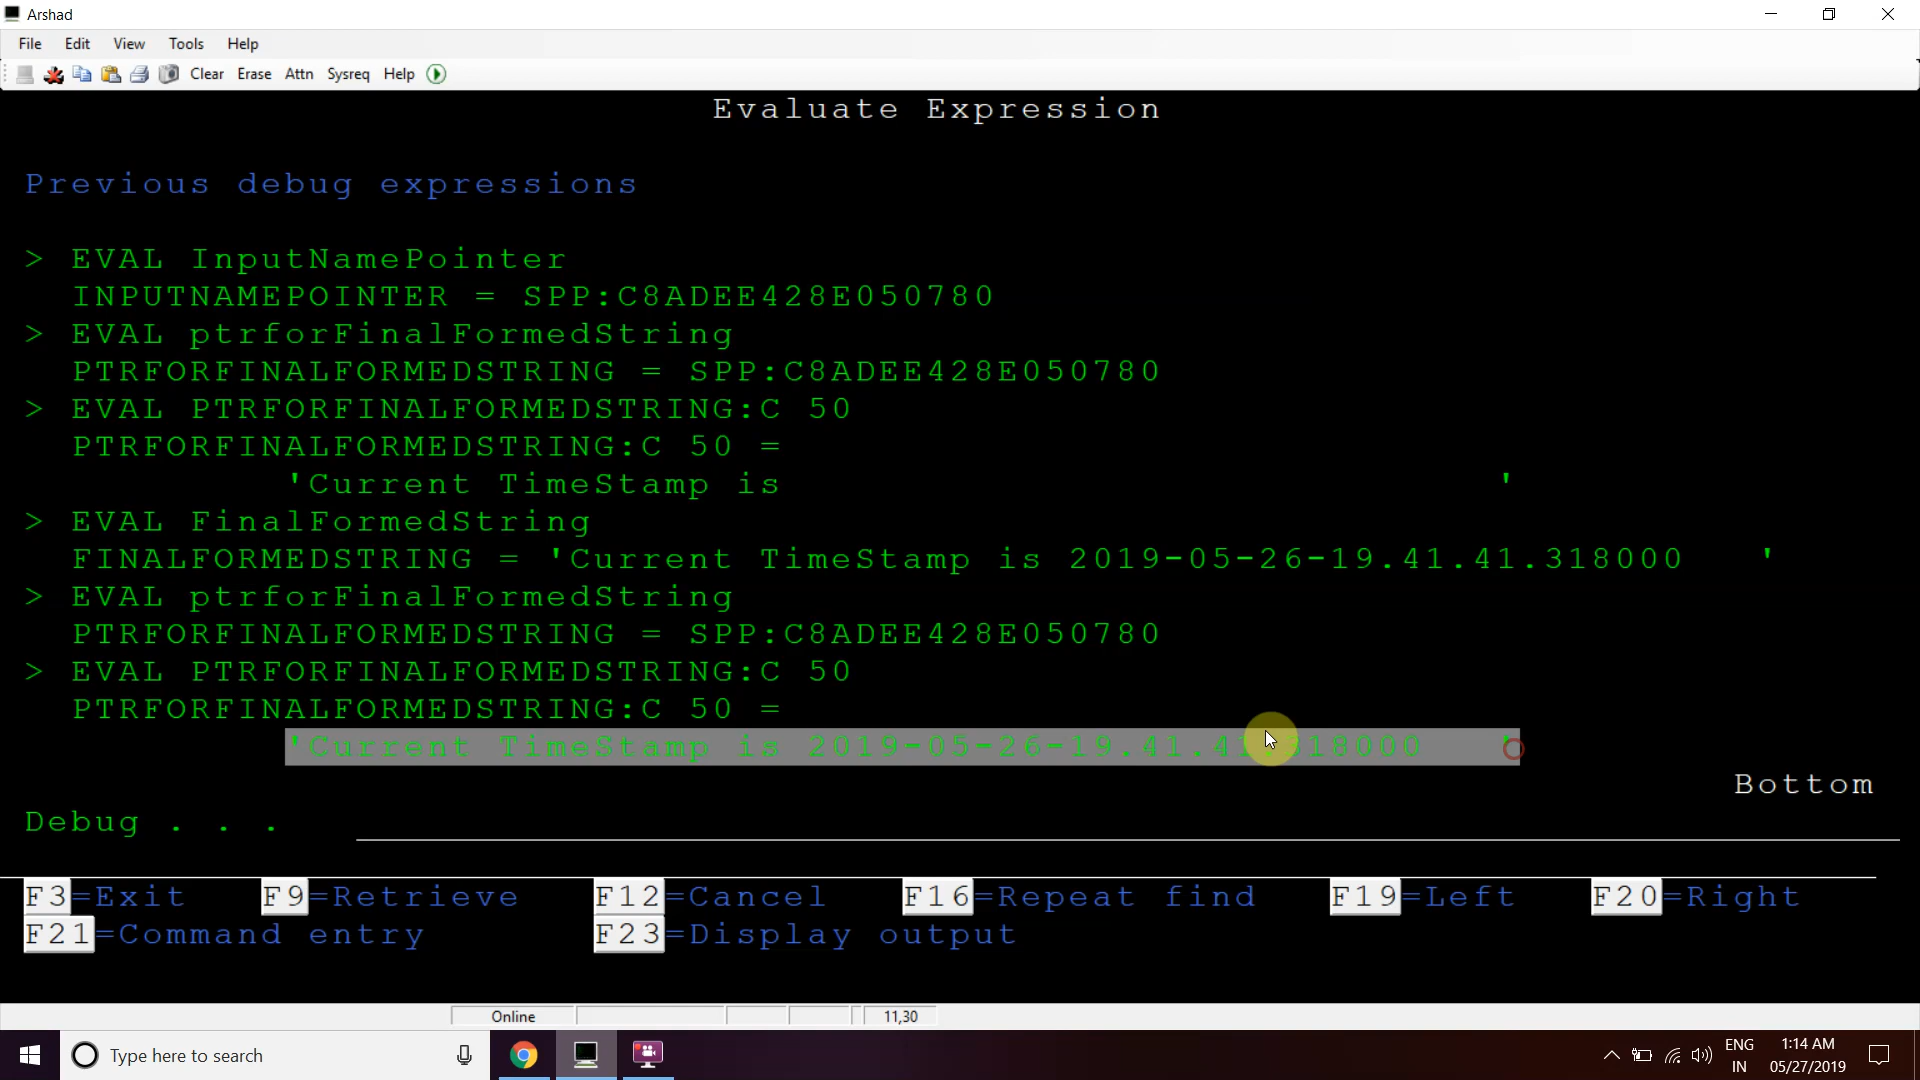 Arshad
File Edit View Tools Help
Clear Erase Attn Sysreq Help
Evaluate Expression
Previous debug expressions
> EVAL InputNamePointer
INPUTNAMEPOINTER = SPP:C8ADEE428E050780
> EVAL ptrforFinalFormedString
PTRFORFINALFORMEDSTRING = SPP:C8ADEE428E050780
> EVAL PTRFORFINALFORMEDSTRING:C 50
PTRFORFINALFORMEDSTRING:C 50 =
'Current TimeStamp is '
> EVAL FinalFormedString
FINALFORMEDSTRING = 'Current TimeStamp is 2019-05-26-19.41.41.318000 '
> EVAL ptrforFinalFormedString
PTRFORFINALFORMEDSTRING = SPP:C8ADEE428E050780
> EVAL PTRFORFINALFORMEDSTRING:C 50
PTRFORFINALFORMEDSTRING:C 50 =
'Current TimeStamp is 2019-05-26-19.41.41.318000 '
Bottom
Debug . . .
F3=Exit F9=Retrieve F12=Cancel F16=Repeat find F19=Left F20=Right
F21=Command entry F23=Display output
Online 11,30
Type here to search
ENG 1:14 AM
IN 05/27/2019